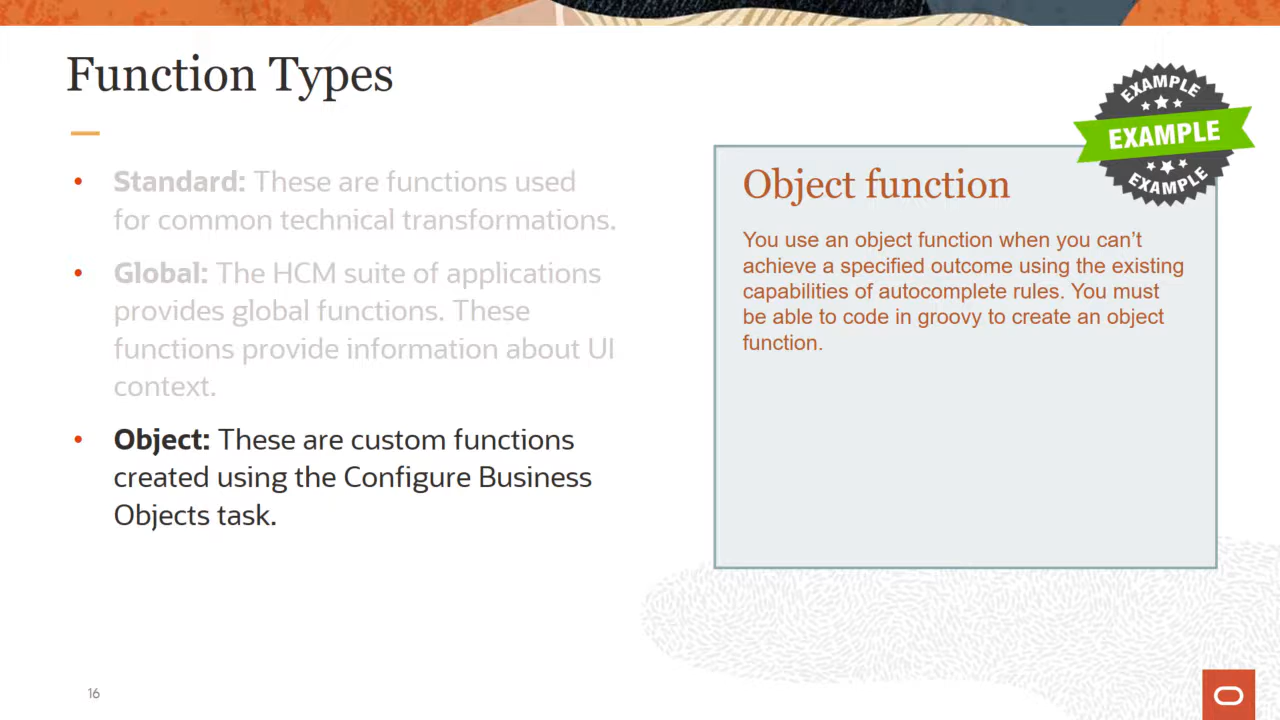 Function Types
• Standard: These are functions used
for common technical transformations.
• Global: The HCM suite of applications
provides global functions. These
functions provide information about UI
context.
• Object: These are custom functions
created using the Configure Business
Objects task.
EXAMPLE
EXAMPLE
EXAMPLE
Object function
You use an object function when you can’t
achieve a specified outcome using the existing
capabilities of autocomplete rules. You must
be able to code in groovy to create an object
function.
16